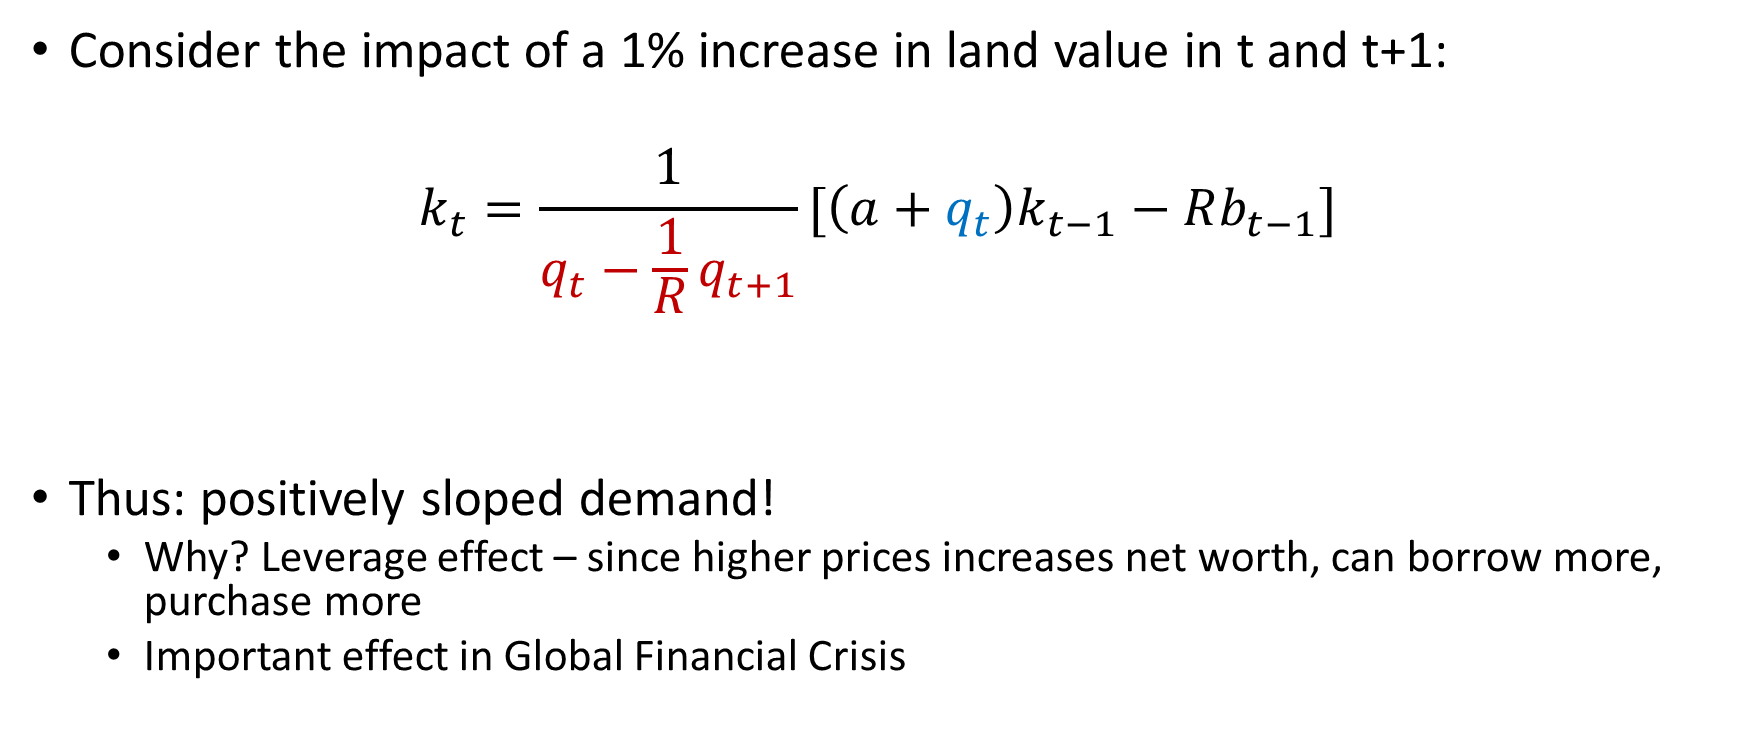 • Consider the impact of a 1% increase in land value in t and t+1:
k_t = \frac{1}{q_t - \frac{1}{R} q_{t+1}} [(a + q_t)k_{t-1} - Rb_{t-1}]
• Thus: positively sloped demand!
• Why? Leverage effect – since higher prices increases net worth, can borrow more,
purchase more
• Important effect in Global Financial Crisis